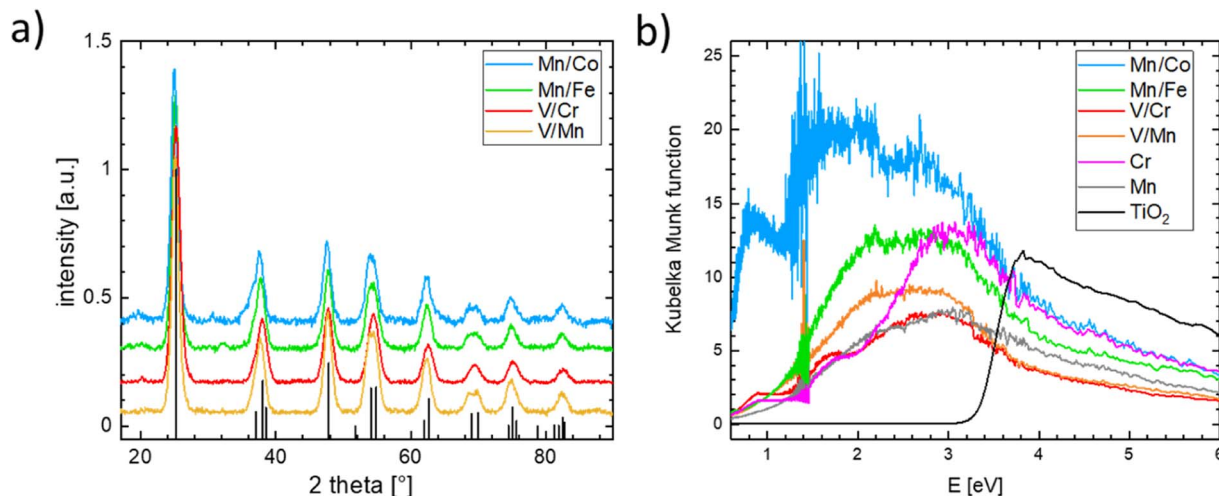 a)
1.5
1
0.5
0
intensity [a.u.]
20 40 60 80
2 theta [°]
Mn/Co
Mn/Fe
V/Cr
V/Mn
b)
26
25
20
15
10
5
0
Kubelka Munk function
1 2 3 4 5 6
E [eV]
Mn/Co
Mn/Fe
V/Cr
V/Mn
Cr
Mn
TiO₂